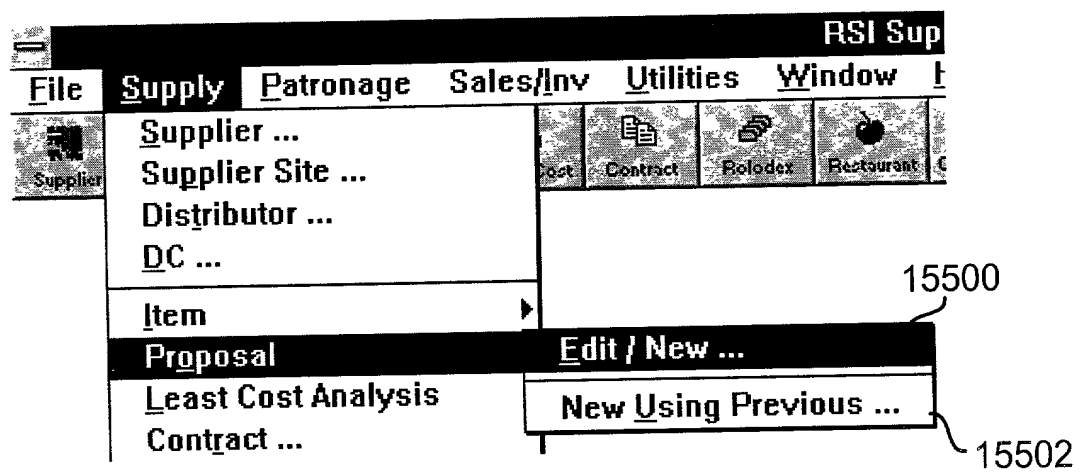 RSI Sup
File Supply Patronage Sales/Inv Utilities Window
Supplier Cost Contract Rolodex Restaurant
Supplier ...
Supplier Site ...
Distributor ...
DC ...
15500
Item
Proposal Edit / New ...
Least Cost Analysis New Using Previous ...
Contract ... 15502